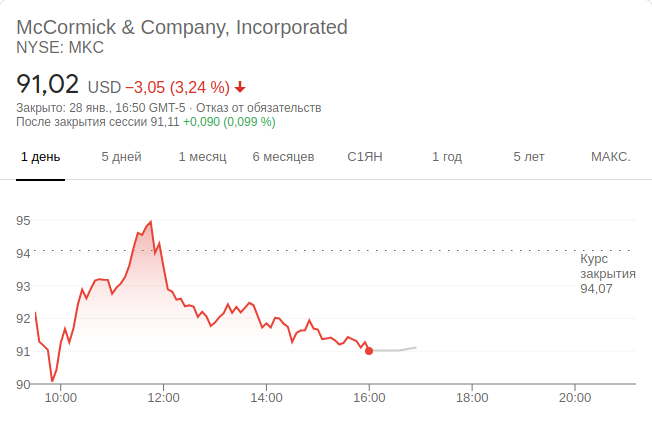 McCormick & Company, Incorporated
NYSE: MKC
91,02 USD −3,05 (3,24 %)
Закрыто: 28 янв., 16:50 GMT-5 · Отказ от обязательств
После закрытия сессии 91,11 +0,090 (0,099 %)
1 день 5 дней 1 месяц 6 месяцев С1ЯН 1 год 5 лет МАКС.
95
94
Курс
закрытия
94,07
93
92
91
90
10:00 12:00 14:00 16:00 18:00 20:00